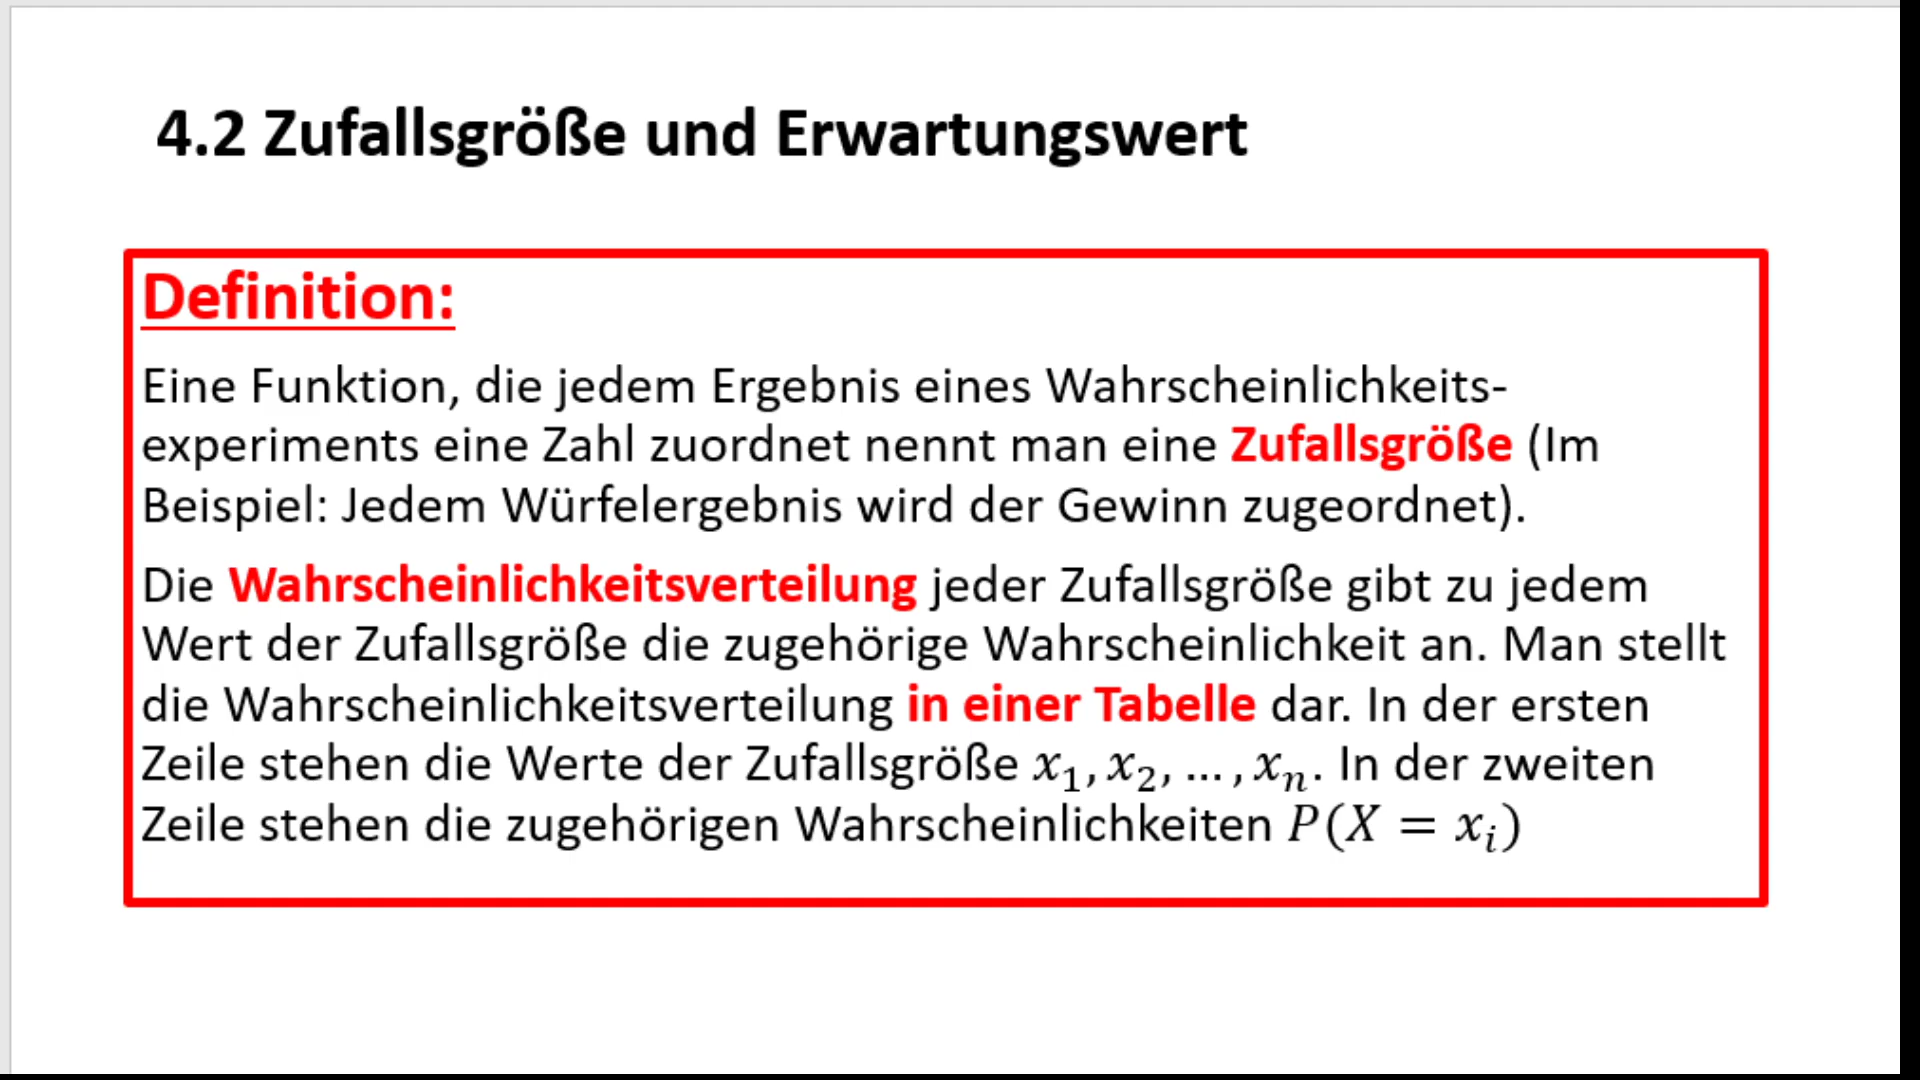 4.2 Zufallsgröße und Erwartungswert
Definition:
Eine Funktion, die jedem Ergebnis eines Wahrscheinlichkeits-
experiments eine Zahl zuordnet nennt man eine Zufallsgröße (Im
Beispiel: Jedem Würfelergebnis wird der Gewinn zugeordnet).
Die Wahrscheinlichkeitsverteilung jeder Zufallsgröße gibt zu jedem
Wert der Zufallsgröße die zugehörige Wahrscheinlichkeit an. Man stellt
die Wahrscheinlichkeitsverteilung in einer Tabelle dar. In der ersten
Zeile stehen die Werte der Zufallsgröße x₁, x₂, … , xₙ. In der zweiten
Zeile stehen die zugehörigen Wahrscheinlichkeiten P(X = xᵢ)